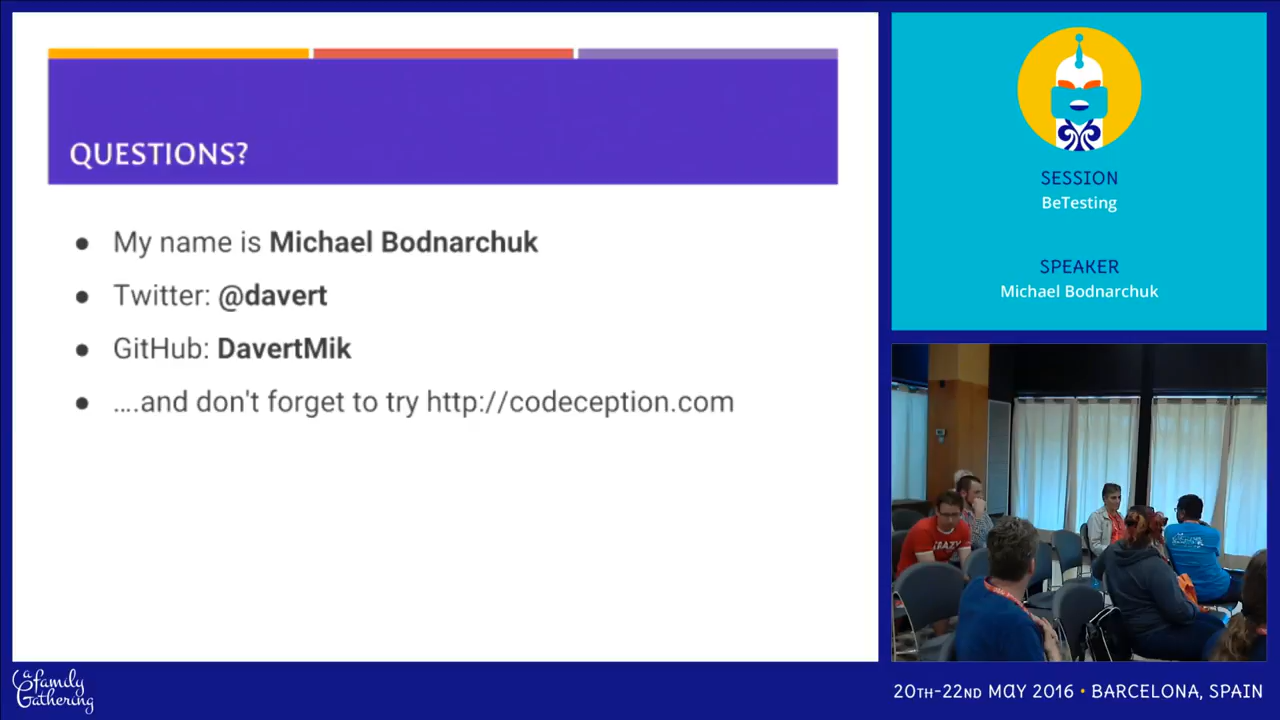 QUESTIONS?
● My name is Michael Bodnarchuk
● Twitter: @davert
● GitHub: DavertMik
● ….and don't forget to try http://codeception.com
SESSION
BeTesting
SPEAKER
Michael Bodnarchuk
CRAZY
a family
Gathering
20TH-22ND MAY 2016 • BARCELONA, SPAIN